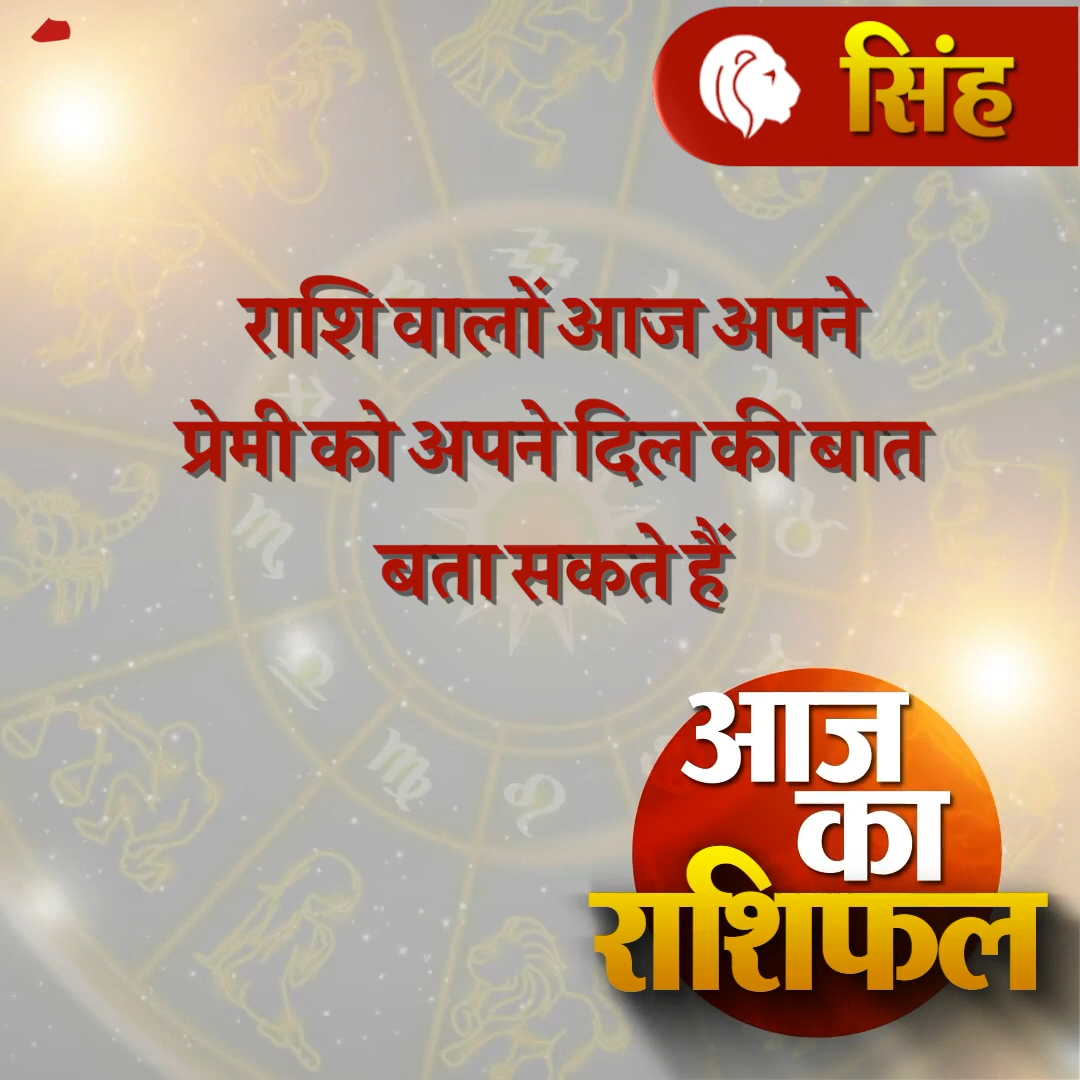 सिंह
राशि वालों आज अपने
प्रेमी को अपने दिल की बात
बता सकते हैं
आज
का
राशिफल